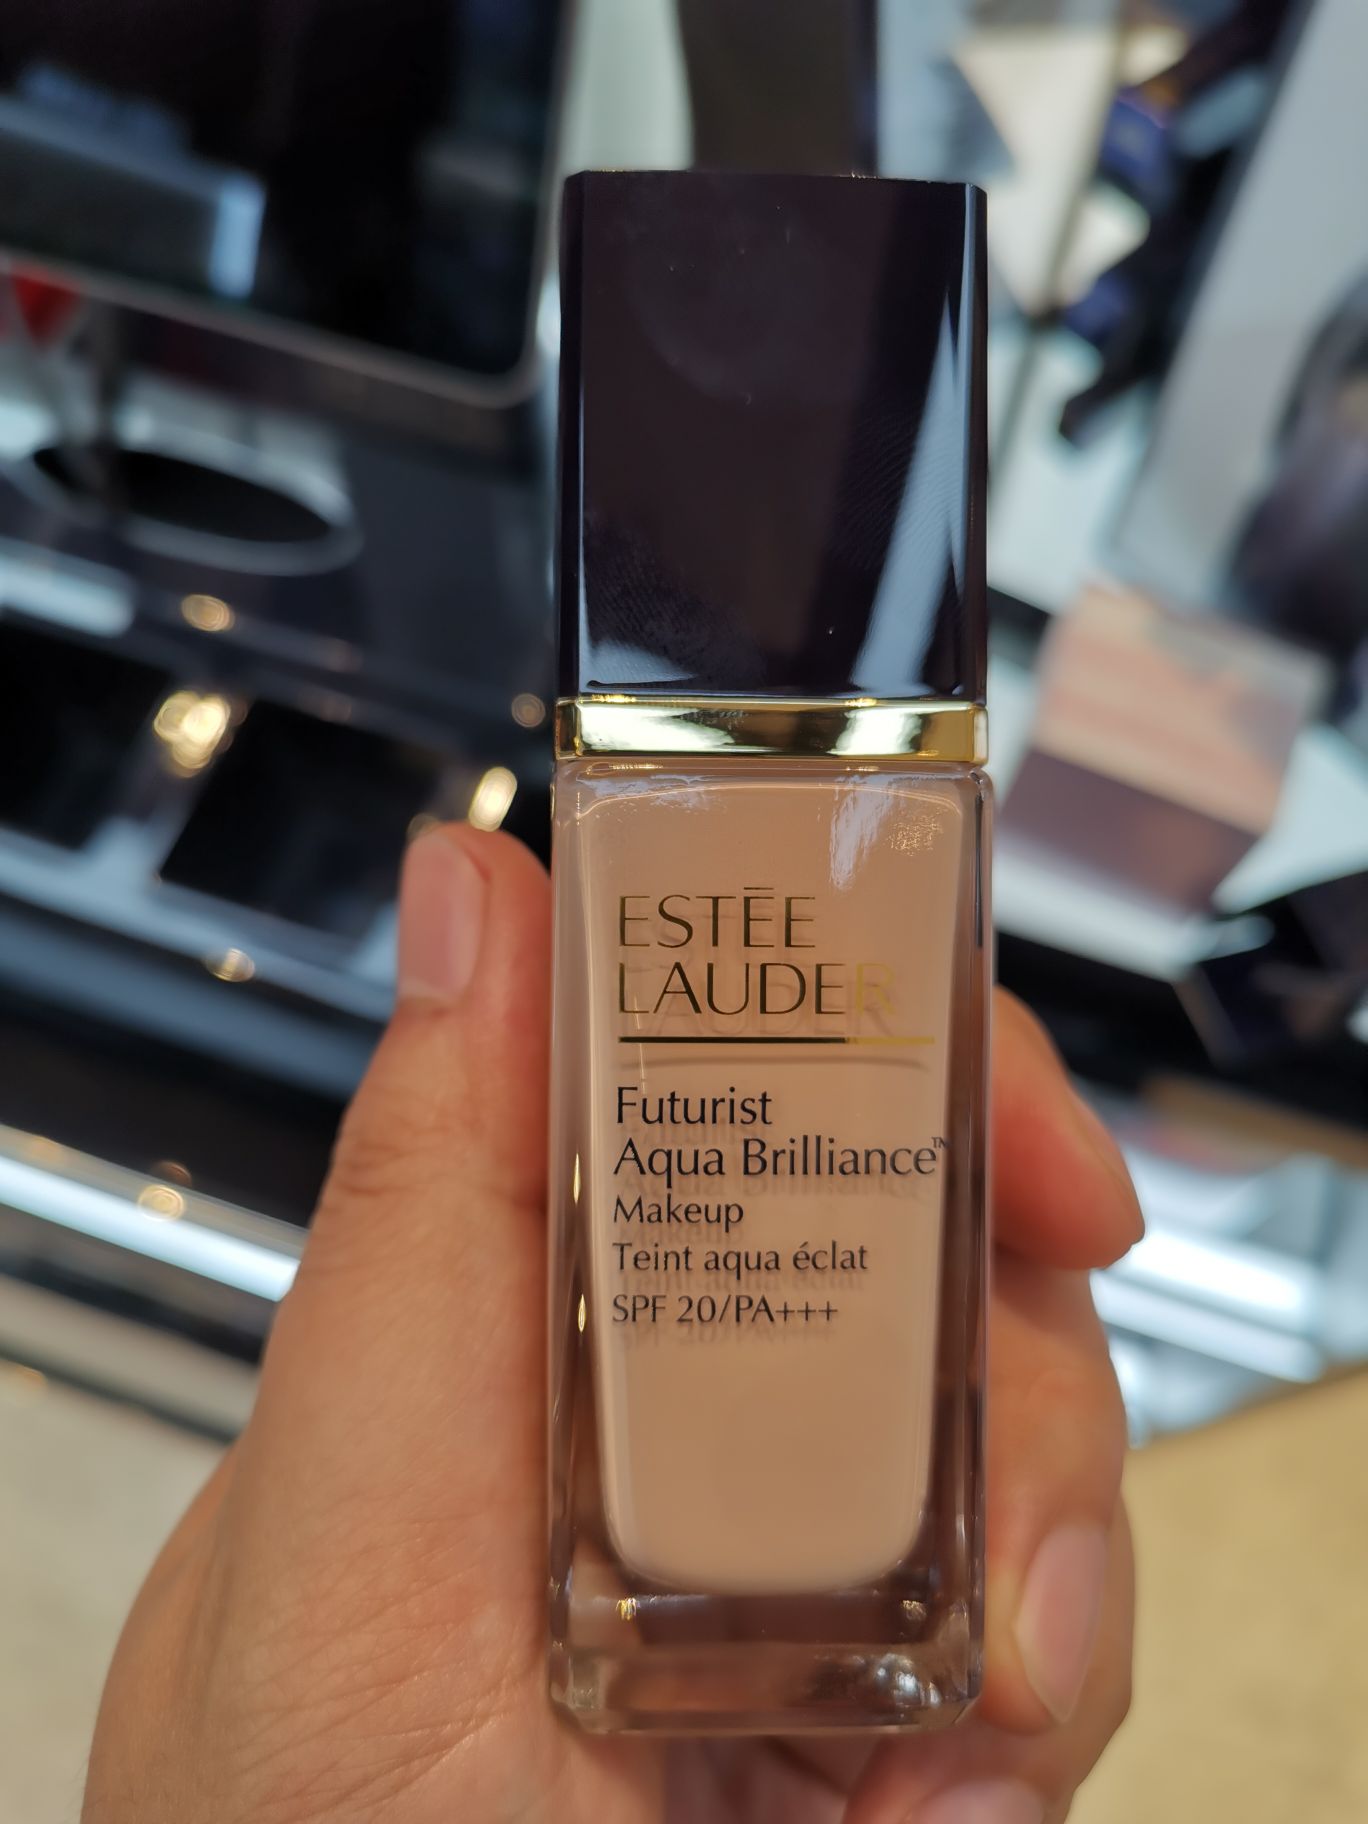 ESTĒE
LAUDER
Futurist
Aqua Brilliance™
Makeup
Teint aqua éclat
SPF 20/PA+++